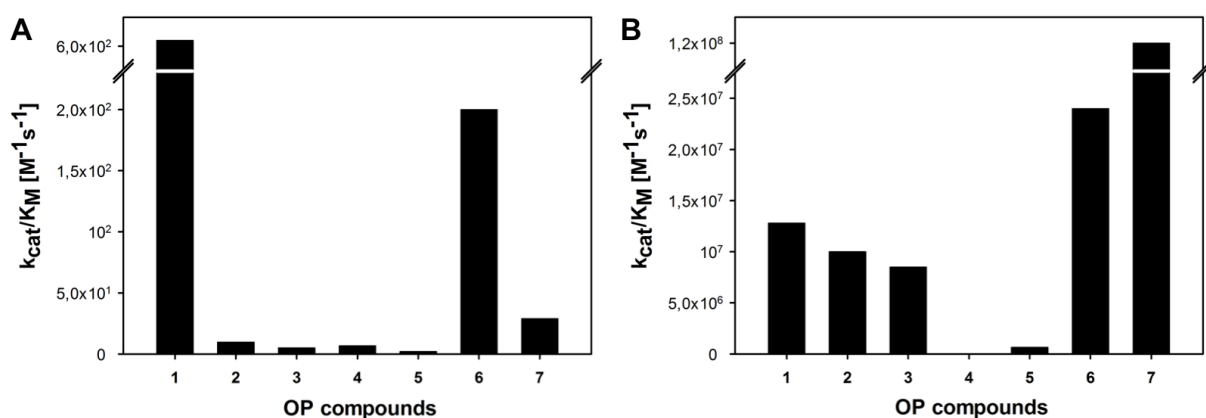 A
k_cat/K_M [M⁻¹s⁻¹]
6,0x10²
2,0x10²
1,5x10²
10²
5,0x10¹
0
1 2 3 4 5 6 7
OP compounds
B
k_cat/K_M [M⁻¹s⁻¹]
1,2x10⁸
2,5x10⁷
2,0x10⁷
1,5x10⁷
10⁷
5,0x10⁶
0
1 2 3 4 5 6 7
OP compounds